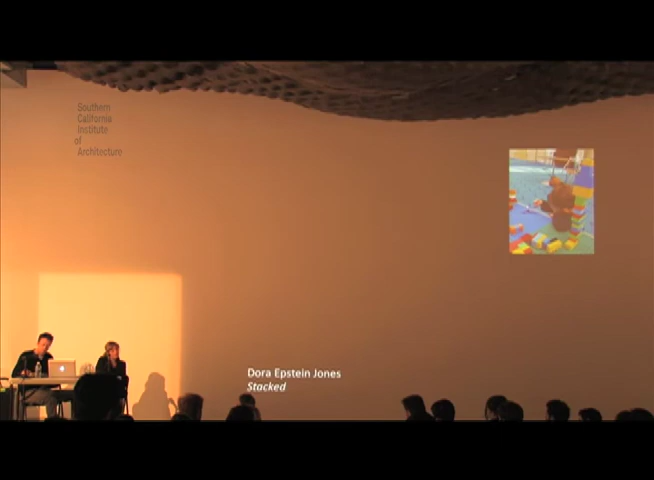 Southern
California
Institute
of
Architecture
Dora Epstein Jones
Stacked